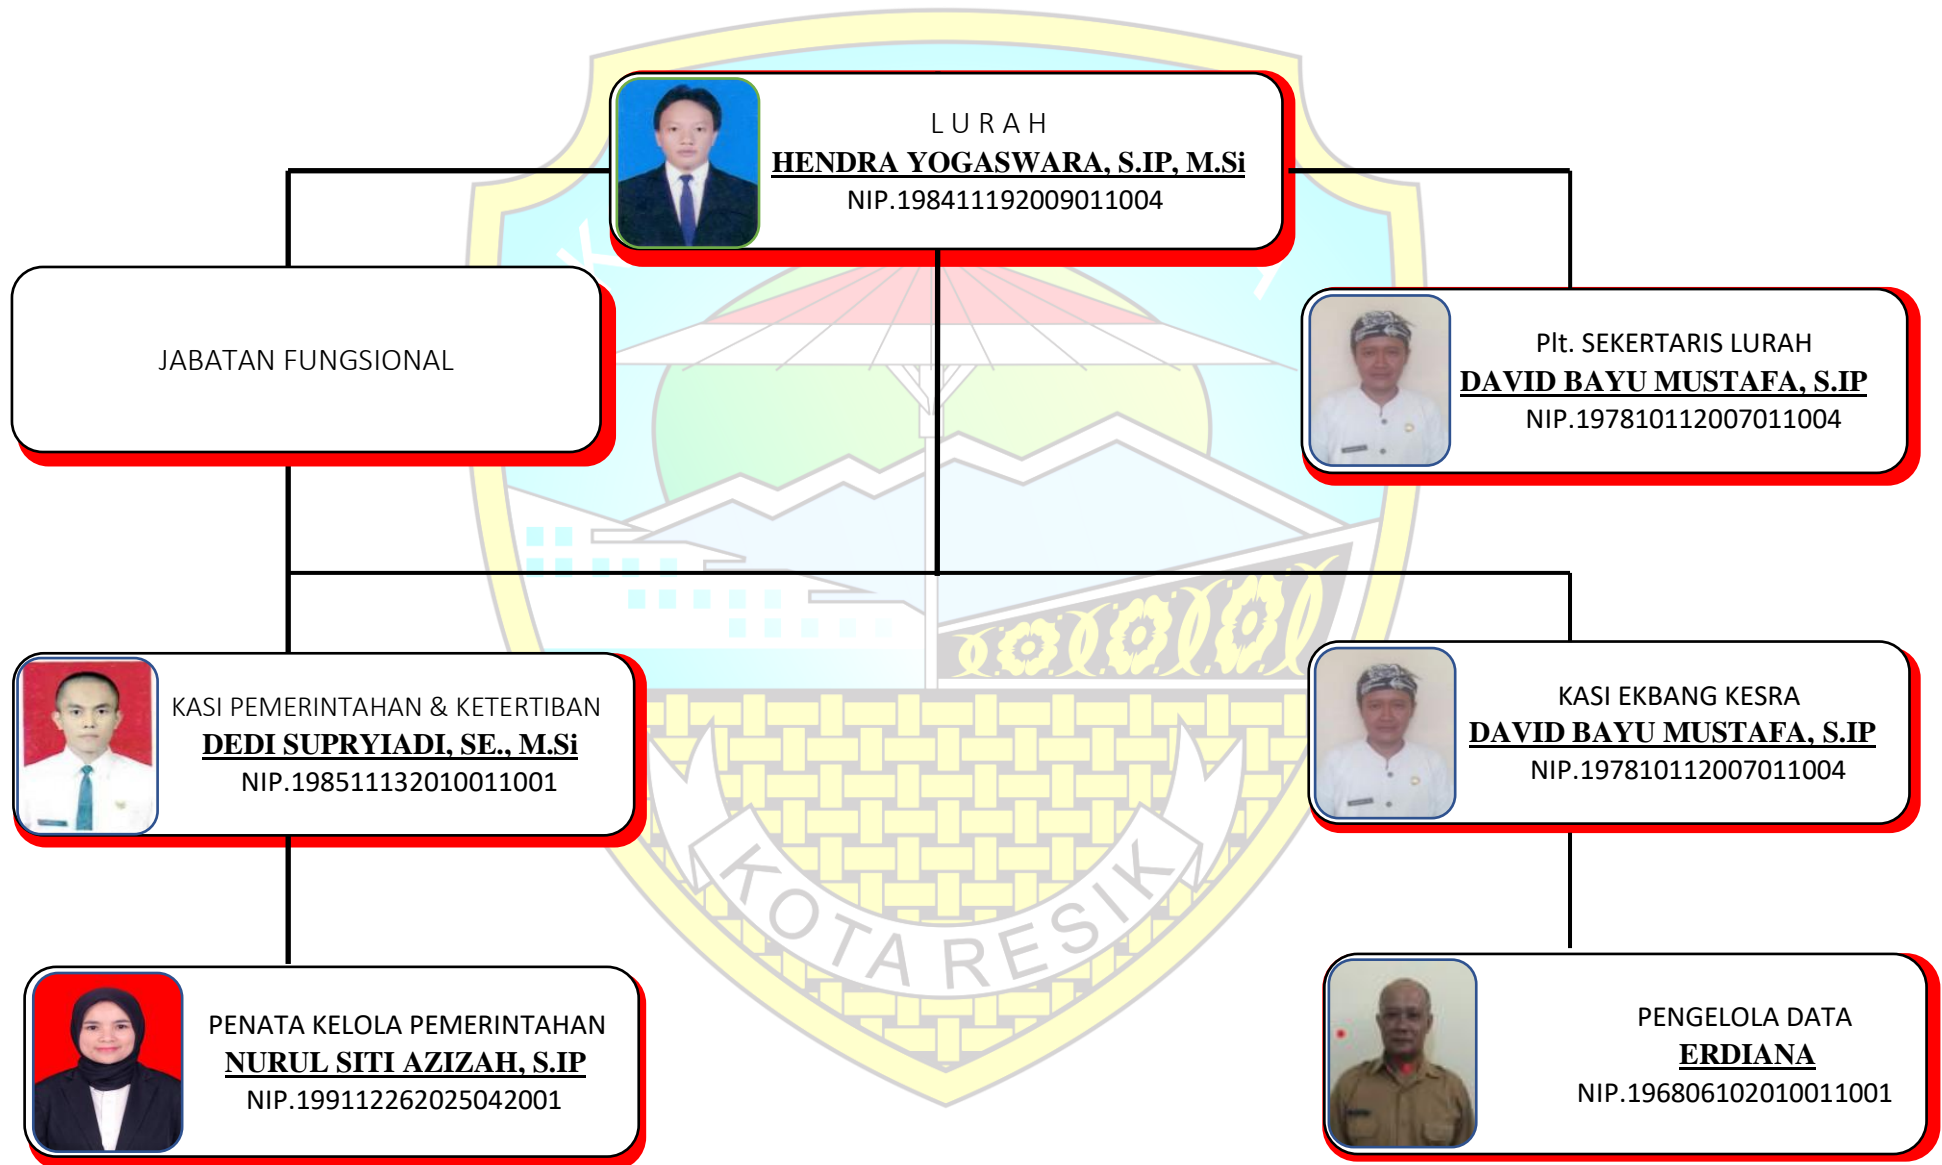 L U R A H
HENDRA YOGASWARA, S.IP, M.Si
NIP.198411192009011004
JABATAN FUNGSIONAL
Plt. SEKERTARIS LURAH
DAVID BAYU MUSTAFA, S.IP
NIP.197810112007011004
KASI PEMERINTAHAN & KETERTIBAN
DEDI SUPRYIADI, SE., M.Si
NIP.198511132010011001
KASI EKBANG KESRA
DAVID BAYU MUSTAFA, S.IP
NIP.197810112007011004
KOTA RESIK
PENATA KELOLA PEMERINTAHAN
NURUL SITI AZIZAH, S.IP
NIP.199112262025042001
PENGELOLA DATA
ERDIANA
NIP.196806102010011001